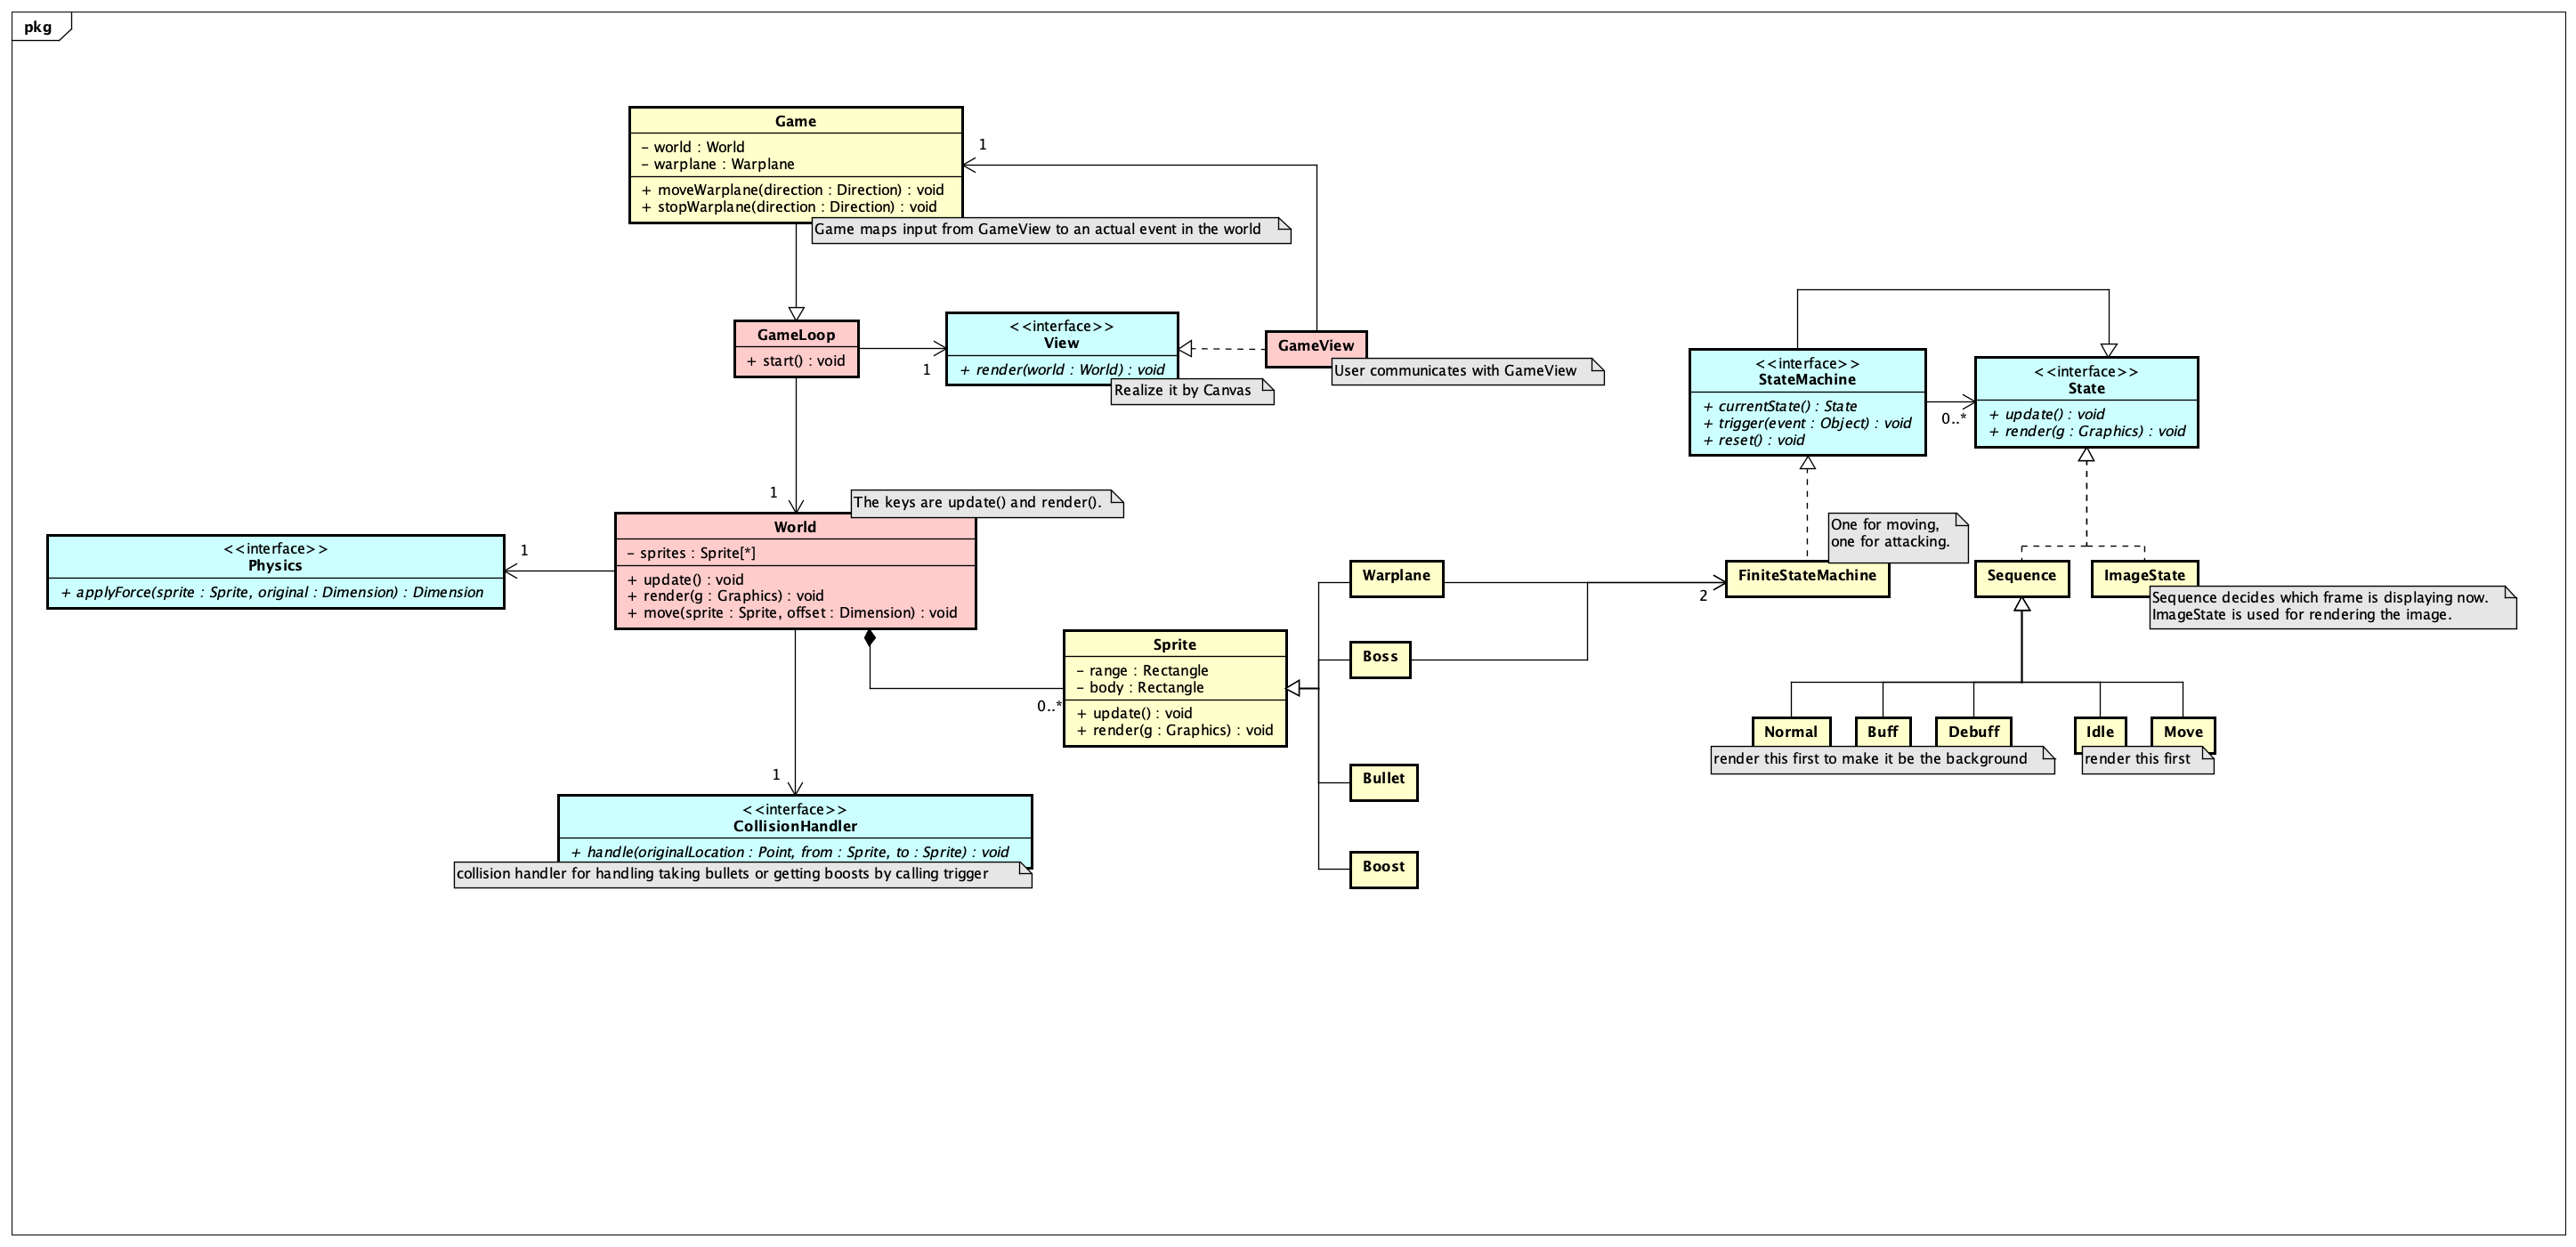 pkg
Game
- world : World
- warplane : Warplane
+ moveWarplane(direction : Direction) : void
+ stopWarplane(direction : Direction) : void
Game maps input from GameView to an actual event in the world
1
GameLoop
+ start() : void
1
<<interface>>
View
+ render(world : World) : void
Realize it by Canvas
GameView
User communicates with GameView
<<interface>>
StateMachine
+ currentState() : State
+ trigger(event : Object) : void
+ reset() : void
0..*
<<interface>>
State
+ update() : void
+ render(g : Graphics) : void
1
The keys are update() and render().
World
- sprites : Sprite[*]
+ update() : void
+ render(g : Graphics) : void
+ move(sprite : Sprite, offset : Dimension) : void
1
<<interface>>
Physics
+ applyForce(sprite : Sprite, original : Dimension) : Dimension
One for moving,
one for attacking.
Warplane
2
FiniteStateMachine
Sequence
ImageState
Sequence decides which frame is displaying now.
ImageState is used for rendering the image.
Sprite
- range : Rectangle
- body : Rectangle
+ update() : void
+ render(g : Graphics) : void
0..*
Boss
Bullet
Boost
Normal
Buff
Debuff
Idle
Move
render this first to make it be the background
render this first
1
<<interface>>
CollisionHandler
+ handle(originalLocation : Point, from : Sprite, to : Sprite) : void
collision handler for handling taking bullets or getting boosts by calling trigger